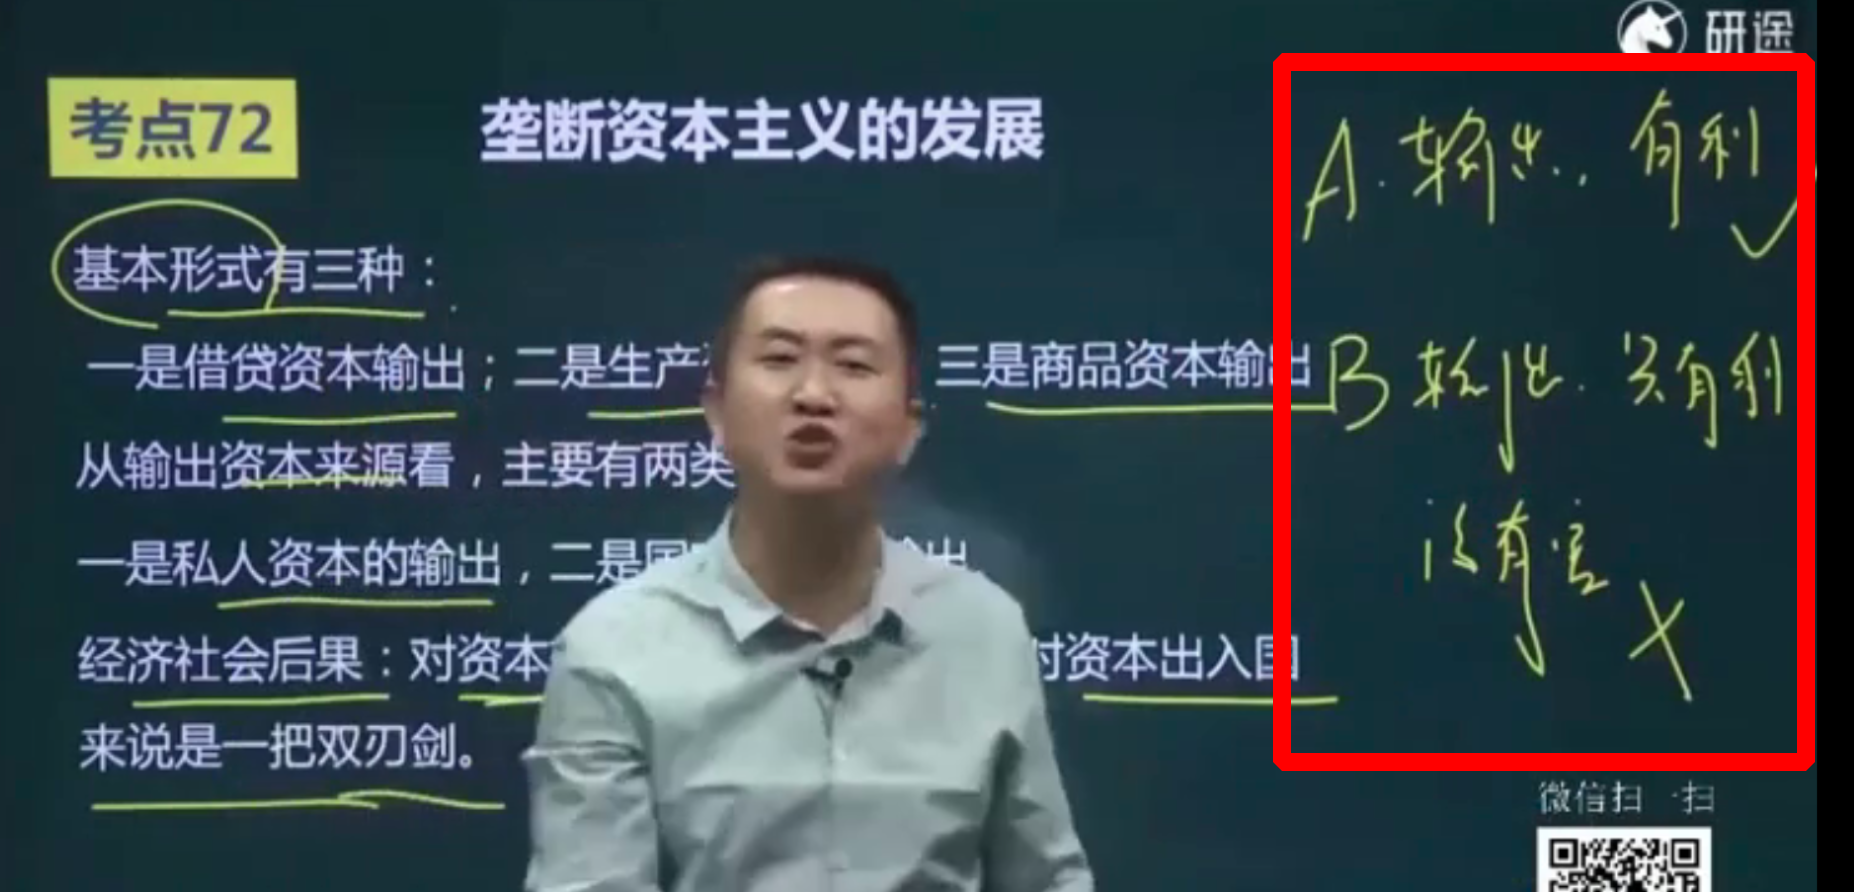 研途
考点72
垄断资本主义的发展
基本形式有三种：
一是借贷资本输出；二是生产 三是商品资本输出
从输出资本来源看，主要有两类
一是私人资本的输出，二是国 出
经济社会后果：对资本 对资本出入国
来说是一把双刃剑。
A. 输出. 有利
B 输出. 只有利
没有害
微信扫一扫